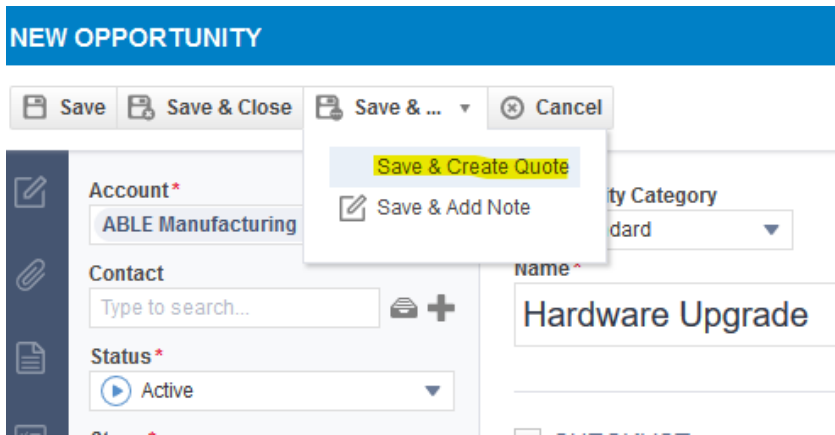 NEW OPPORTUNITY
Save Save & Close Save & ... Cancel
Save & Create Quote
Save & Add Note
Account*
ABLE Manufacturing
ty Category
dard
Contact
Type to search...
Name*
Hardware Upgrade
Status*
Active